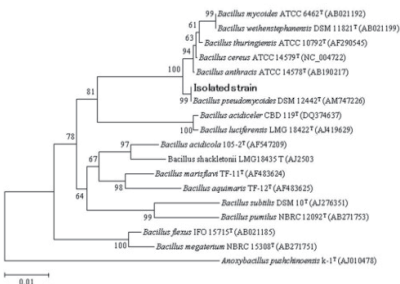 99 Bacillus mycoides ATCC 6462T (AB021192)
61 Bacillus weihenstephanensis DSM 11821T (AB021199)
63 Bacillus thuringiensis ATCC 10792T (AF290545)
94 Bacillus cereus ATCC 14579T (NC_004722)
Bacillus anthracis ATCC 14578T (AB190217)
100 Isolated strain
99 Bacillus pseudomycoides DSM 12442T (AM747226)
81
Bacillus acidiceler CBD 119T (DQ374637)
100 Bacillus luciferensis LMG 18422T (AJ419629)
78
97 Bacillus acidicola 105-2T (AF547209)
67 Bacillus shackletonii LMG18435T (AJ2503
Bacillus marisflavi TF-11T (AF483624)
98 Bacillus aquimaris TF-12T (AF483625)
64
Bacillus subtilis DSM 10T (AJ276351)
99 Bacillus pumilus NBRC 12092T (AB271753)
Bacillus flexus IFO 15715T (AB021185)
100 Bacillus megaterium NBRC 15308T (AB271751)
Anoxybacillus pushchinoensis k-1T (AJ010478)
0.01